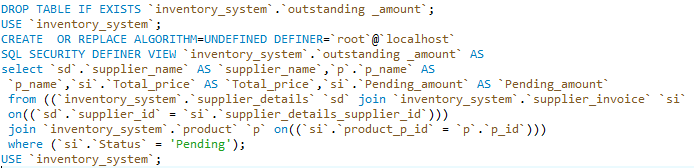 DROP TABLE IF EXISTS `inventory_system`.`outstanding _amount`;
USE `inventory_system`;
CREATE  OR REPLACE ALGORITHM=UNDEFINED DEFINER=`root`@`localhost`
SQL SECURITY DEFINER VIEW `inventory_system`.`outstanding _amount` AS
select `sd`.`supplier_name` AS `supplier_name`,`p`.`p_name` AS
`p_name`,`si`.`Total_price` AS `Total_price`,`si`.`Pending_amount` AS `Pending_amount`
from ((`inventory_system`.`supplier_details` `sd` join `inventory_system`.`supplier_invoice` `si`
on((`sd`.`supplier_id` = `si`.`supplier_details_supplier_id`)))
join `inventory_system`.`product` `p` on((`si`.`product_p_id` = `p`.`p_id`)))
where (`si`.`Status` = 'Pending');
USE `inventory_system`;